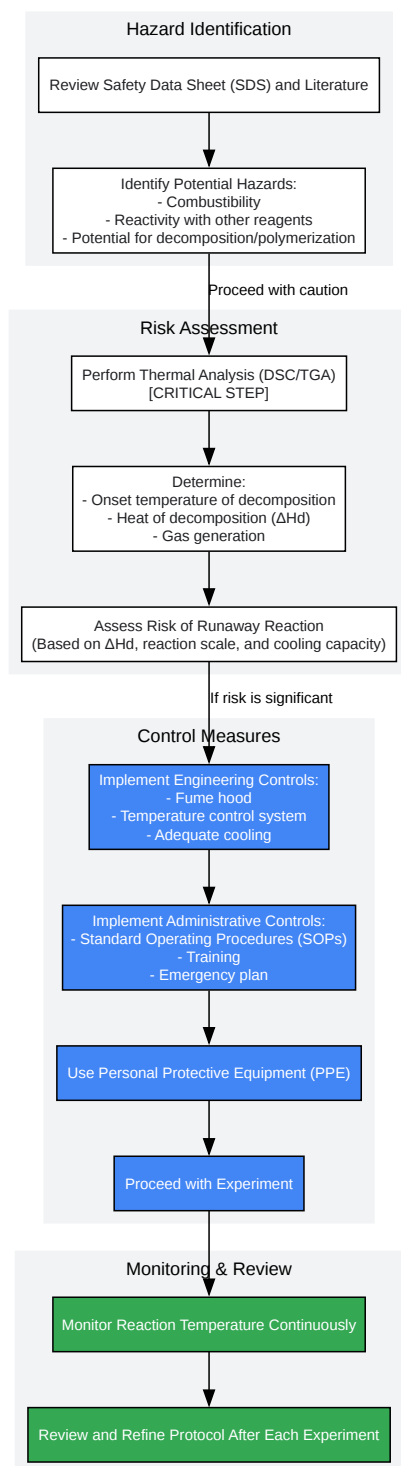 Hazard Identification
Review Safety Data Sheet (SDS) and Literature
Identify Potential Hazards:
- Combustibility
- Reactivity with other reagents
- Potential for decomposition/polymerization
Proceed with caution
Risk Assessment
Perform Thermal Analysis (DSC/TGA)
[CRITICAL STEP]
Determine:
- Onset temperature of decomposition
- Heat of decomposition (ΔHd)
- Gas generation
Assess Risk of Runaway Reaction
(Based on ΔHd, reaction scale, and cooling capacity)
If risk is significant
Control Measures
Implement Engineering Controls:
- Fume hood
- Temperature control system
- Adequate cooling
Implement Administrative Controls:
- Standard Operating Procedures (SOPs)
- Training
- Emergency plan
Use Personal Protective Equipment (PPE)
Proceed with Experiment
Monitoring & Review
Monitor Reaction Temperature Continuously
Review and Refine Protocol After Each Experiment